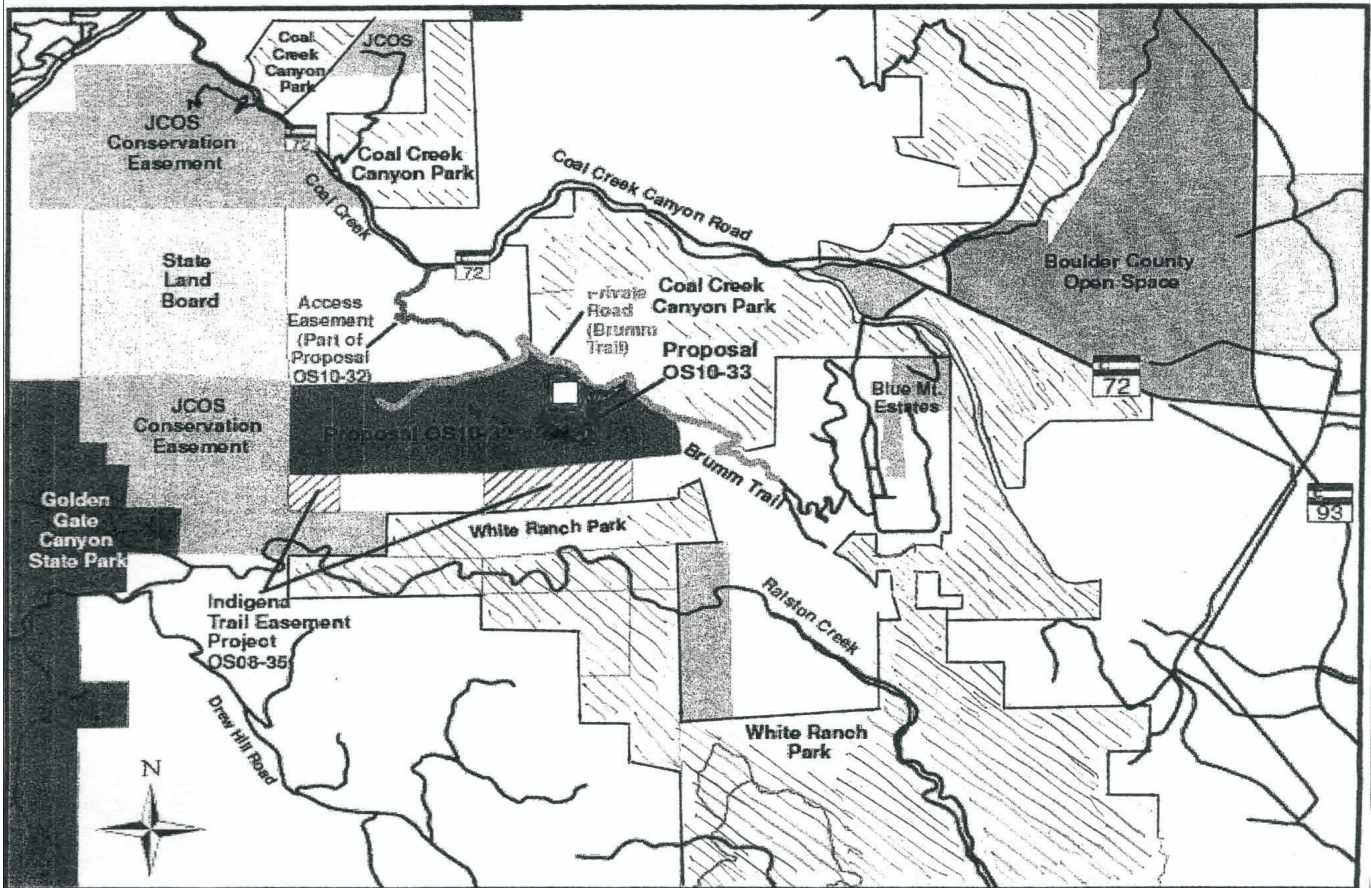 Coal
Creek
Canyon
Park
JCOS
JCOS
Conservation
Easement
72
Coal Creek
Canyon Park
Coal Creek
Coal Creek Canyon Road
72
State
Land
Board
Access
Easement
(Part of
Proposal
OS10-32)
Private
Road
(Brumm
Trail)
Coal Creek
Canyon Park
Proposal
OS10-33
Boulder County
Open Space
72
Blue Mt.
Estates
JCOS
Conservation
Easement
Proposal OS10-32
Brumm Trail
93
Golden
Gate
Canyon
State Park
White Ranch Park
Indigena
Trail Easement
Project
OS08-35
Ralston Creek
Drew Hill Road
White Ranch
Park
N